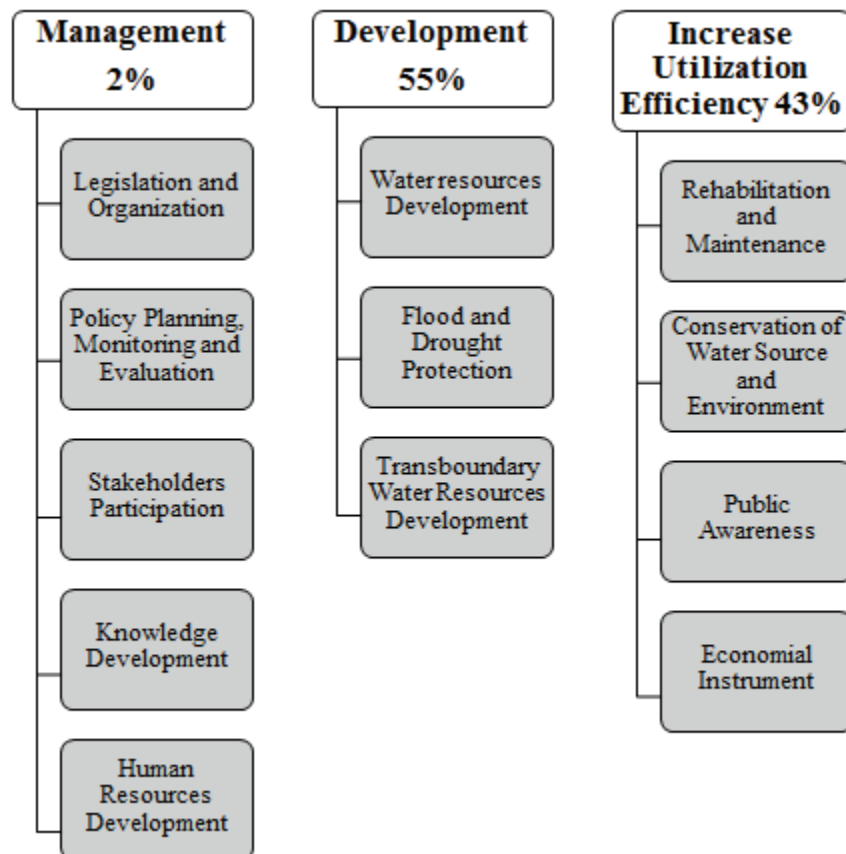 Management
2%
Legislation and
Organization
Policy Planning,
Monitoring and
Evaluation
Stakeholders
Participation
Knowledge
Development
Human
Resources
Development
Development
55%
Water resources
Development
Flood and
Drought
Protection
Transboundary
Water Resources
Development
Increase
Utilization
Efficiency 43%
Rehabilitation
and
Maintenance
Conservation of
Water Source
and
Environment
Public
Awareness
Economial
Instrument